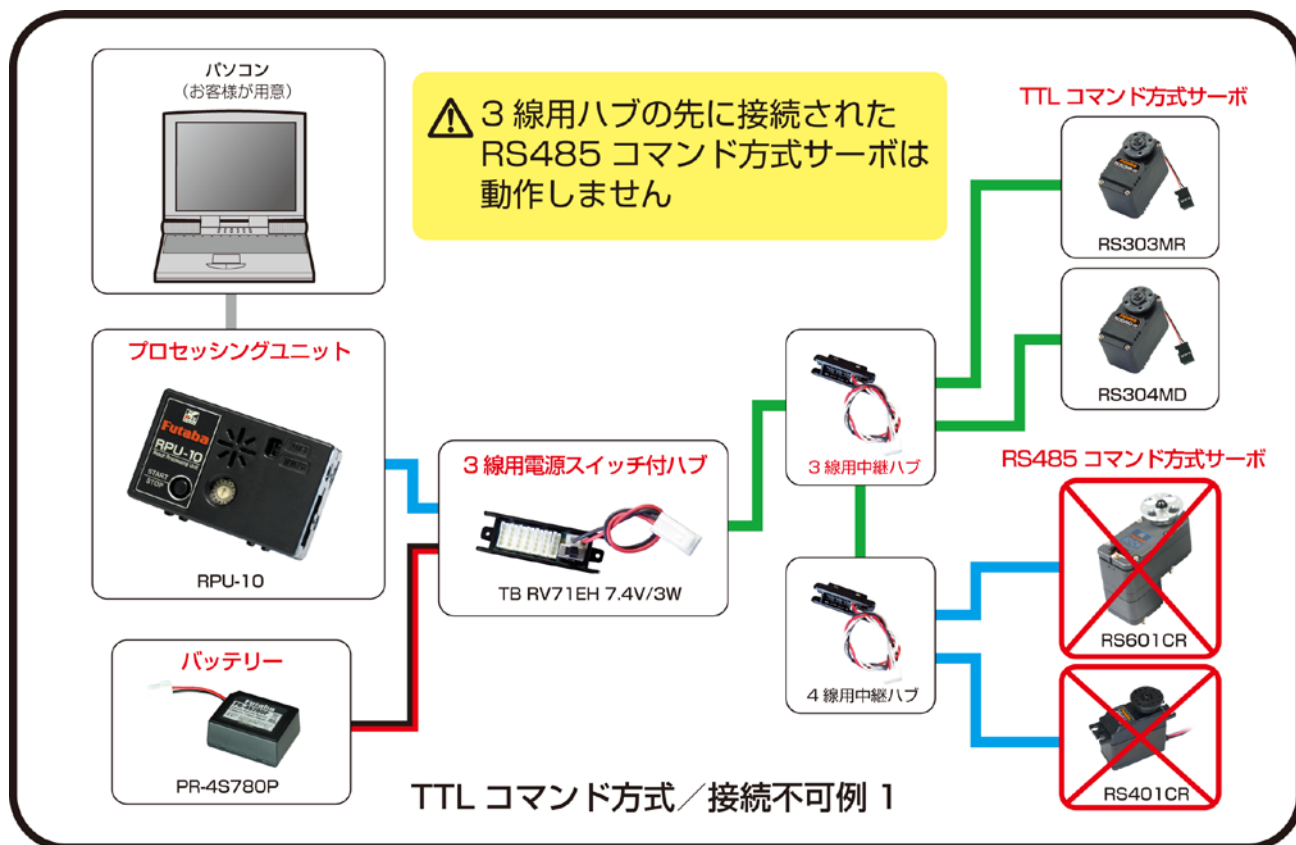 パソコン
（お客様が用意）
⚠ 3 線用ハブの先に接続された
RS485 コマンド方式サーボは
動作しません
TTL コマンド方式サーボ
RS303MR
RS304MD
プロセッシングユニット
Futaba
RPU-10
START
STOP
RPU-10
3 線用電源スイッチ付ハブ
TB RV71EH 7.4V/3W
3 線用中継ハブ
4 線用中継ハブ
RS485 コマンド方式サーボ
RS601CR
RS401CR
バッテリー
Futaba
PR-4S780P
TTL コマンド方式／接続不可例 1